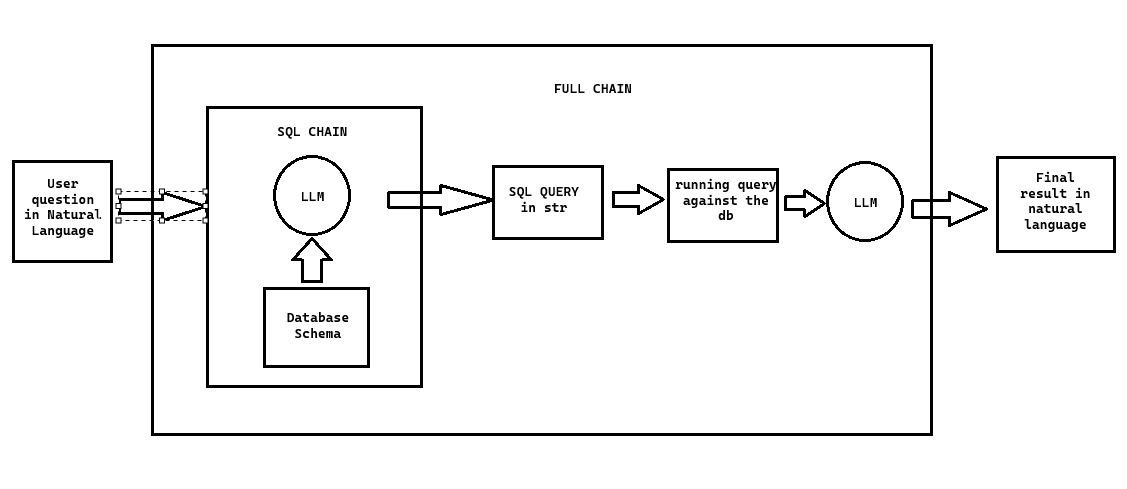 FULL CHAIN
SQL CHAIN
User
question
in Natural
Language
LLM
Database
Schema
SQL QUERY
in str
running query
against the
db
LLM
Final
result in
natural
language